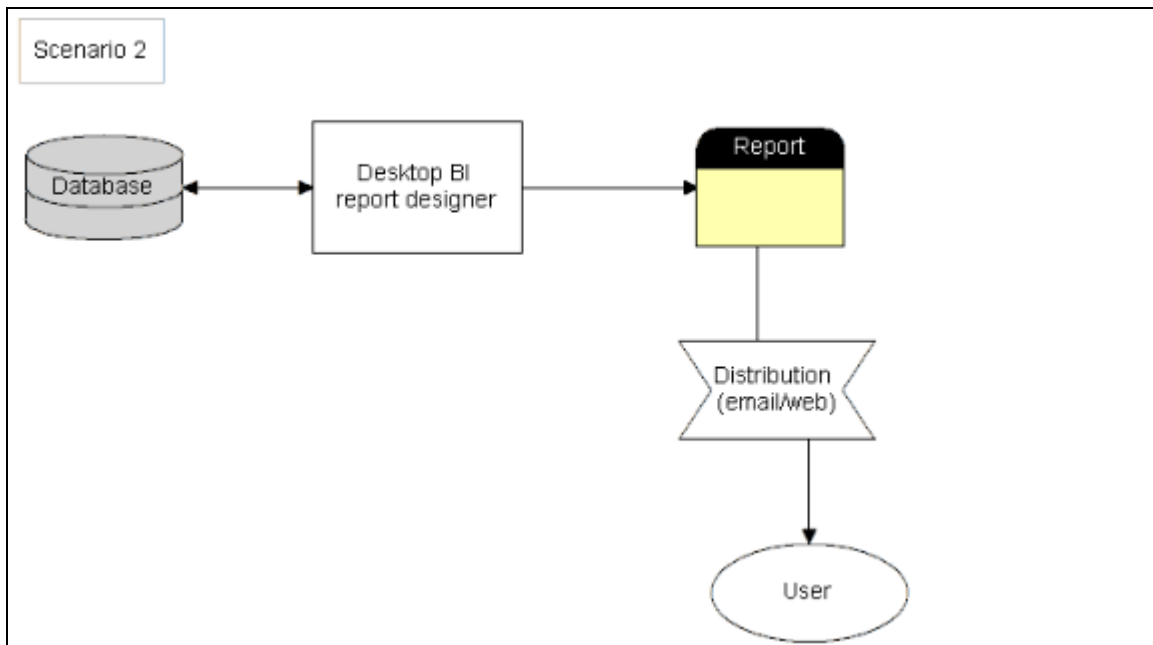 Scenario 2
Database
Desktop BI
report designer
Report
Distribution
(email/web)
User